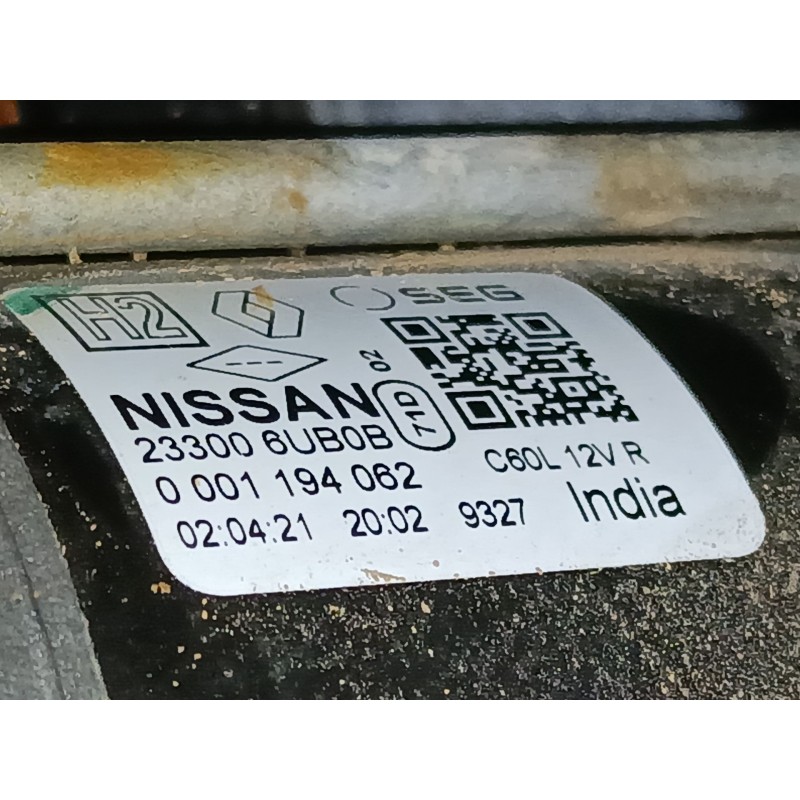 H2 SEG
02
NISSAN 71D
23300 6UB0B
C60L 12V R
0 001 194 062
02:04:21 20:02 9327 India